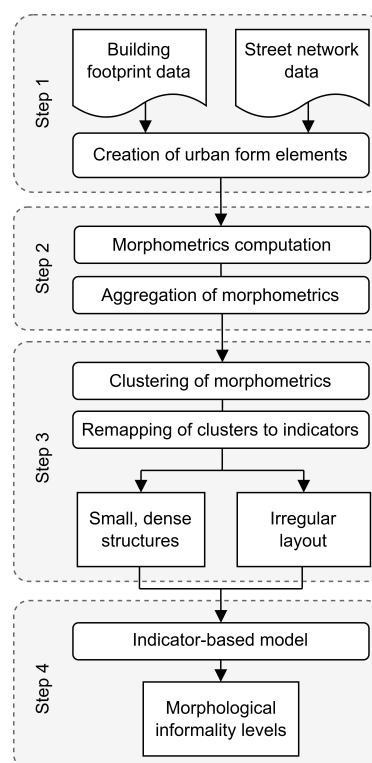 Step 1
Building
footprint data
Street network
data
Creation of urban form elements
Step 2
Morphometrics computation
Aggregation of morphometrics
Step 3
Clustering of morphometrics
Remapping of clusters to indicators
Small, dense
structures
Irregular
layout
Step 4
Indicator-based model
Morphological
informality levels